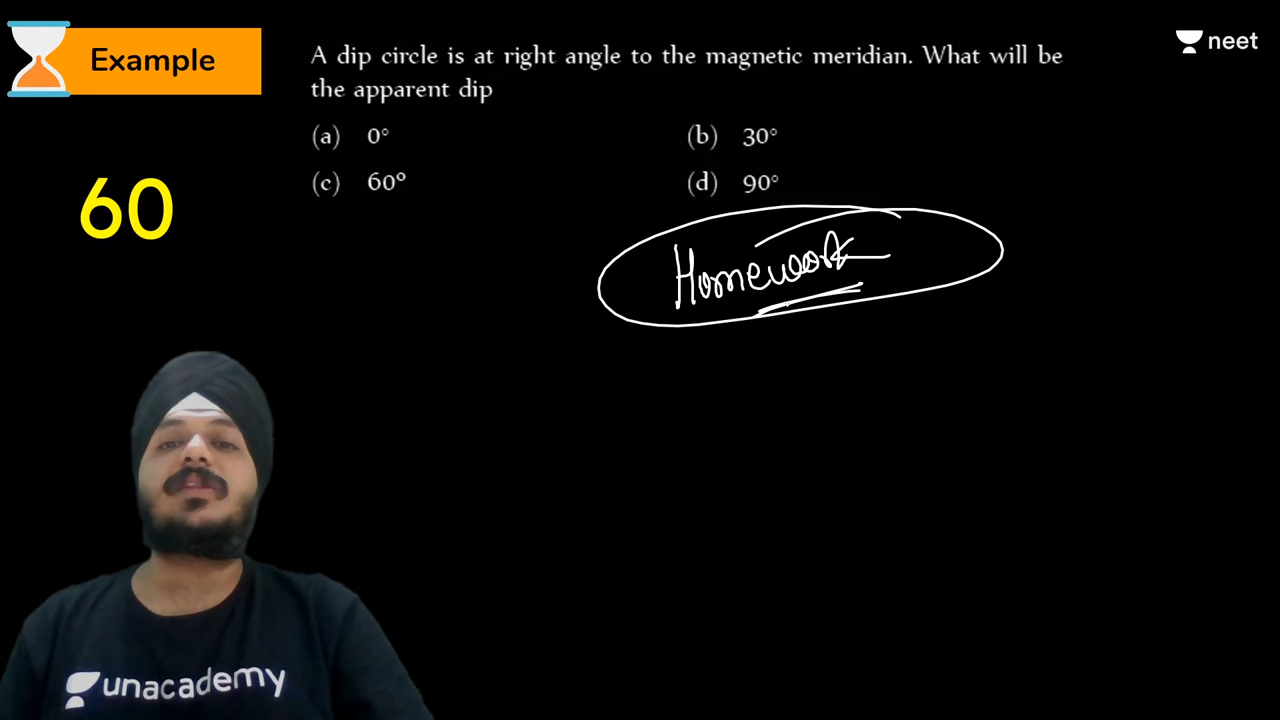 Example
A dip circle is at right angle to the magnetic meridian. What will be
the apparent dip
(a) 0° (b) 30°
(c) 60° (d) 90°
neet
60
Homework
unacademy